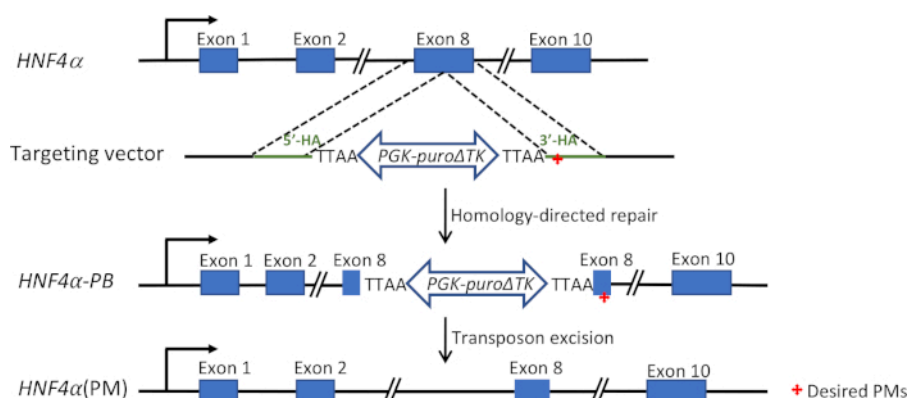 Exon 1 Exon 2 Exon 8 Exon 10
HNF4α
5'-HA 3'-HA
Targeting vector TTAA PGK-puroΔTK TTAA
Homology-directed repair
Exon 1 Exon 2 Exon 8 Exon 8 Exon 10
HNF4α-PB TTAA PGK-puroΔTK TTAA
Transposon excision
Exon 1 Exon 2 Exon 8 Exon 10
HNF4α(PM) + Desired PMs